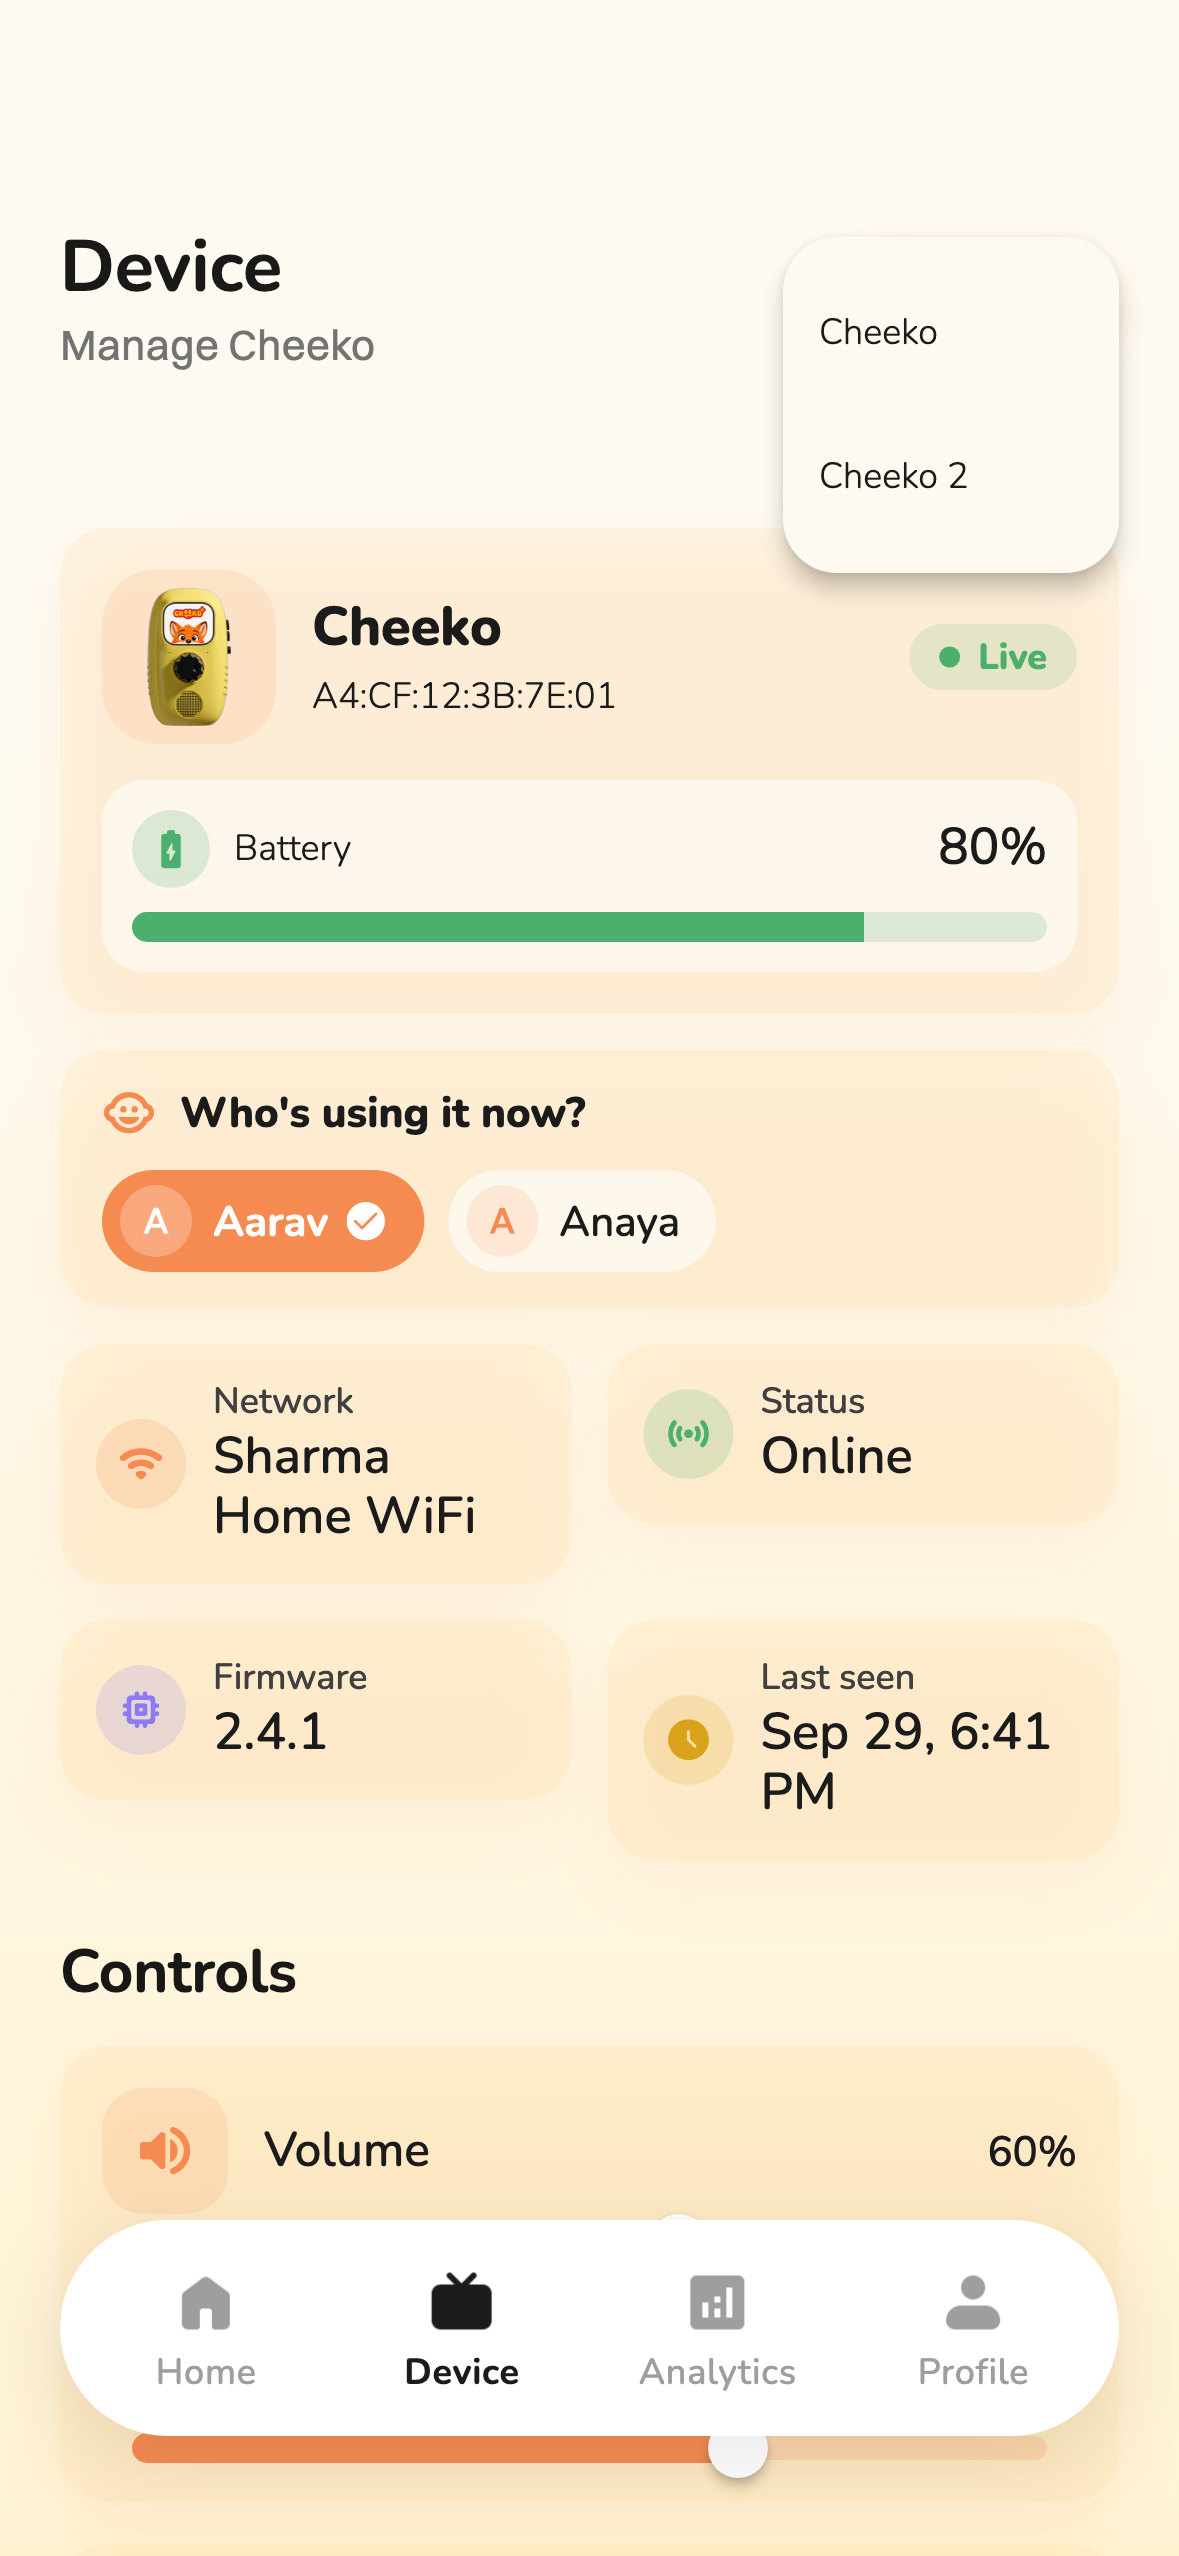 Device
Manage Cheeko
Cheeko
Cheeko 2
CHEEKO
Cheeko
A4:CF:12:3B:7E:01
Live
Battery
80%
Who's using it now?
A Aarav
A Anaya
Network
Sharma
Home WiFi
Status
Online
Firmware
2.4.1
Last seen
Sep 29, 6:41
PM
Controls
Volume
60%
Home
Device
Analytics
Profile